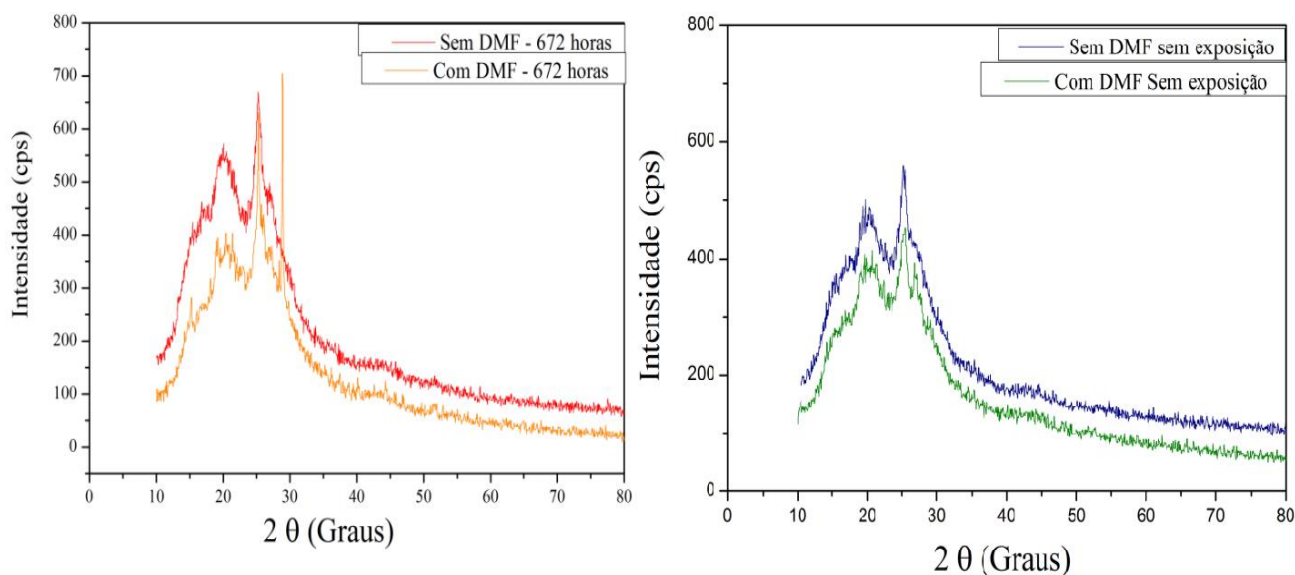 800
700
600
500
400
300
200
100
0
Intensidade (cps)
Sem DMF - 672 horas
Com DMF - 672 horas
0 10 20 30 40 50 60 70 80
2 θ (Graus)
800
600
400
200
0
Intensidade (cps)
Sem DMF sem exposição
Com DMF Sem exposição
0 10 20 30 40 50 60 70 80
2 θ (Graus)